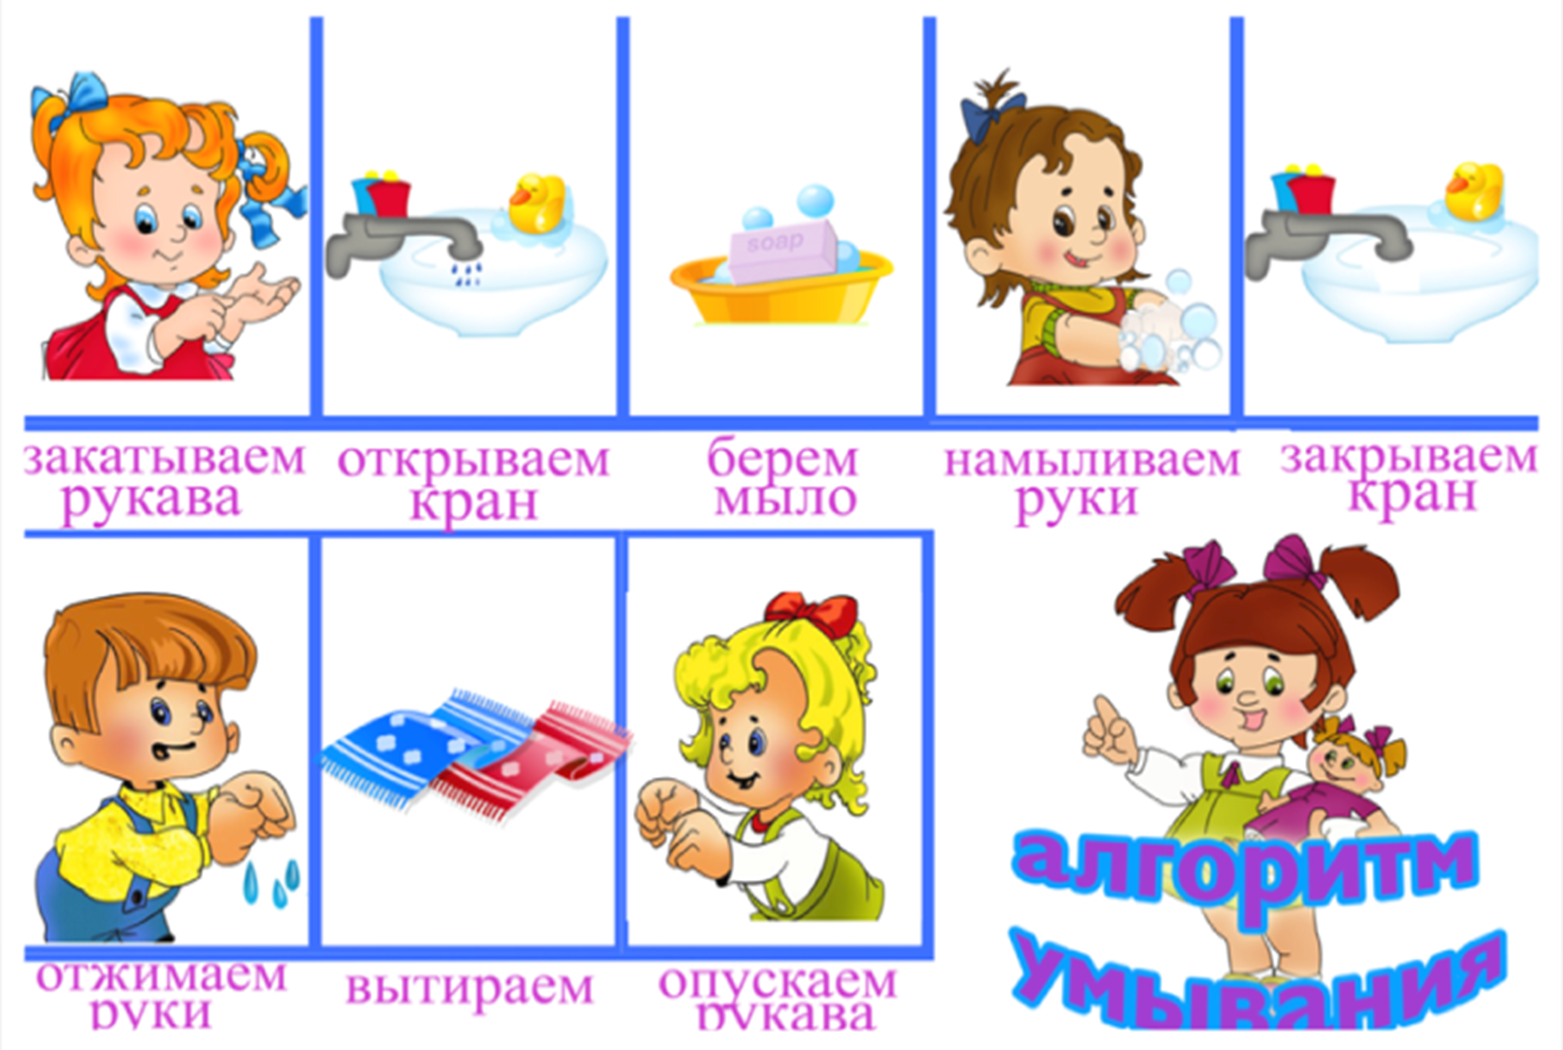 soap
закатываем
рукава
открываем
кран
берем
мыло
намыливаем
руки
закрываем
кран
отжимаем
руки
вытираем
опускаем
рукава
алгоритм
умывания